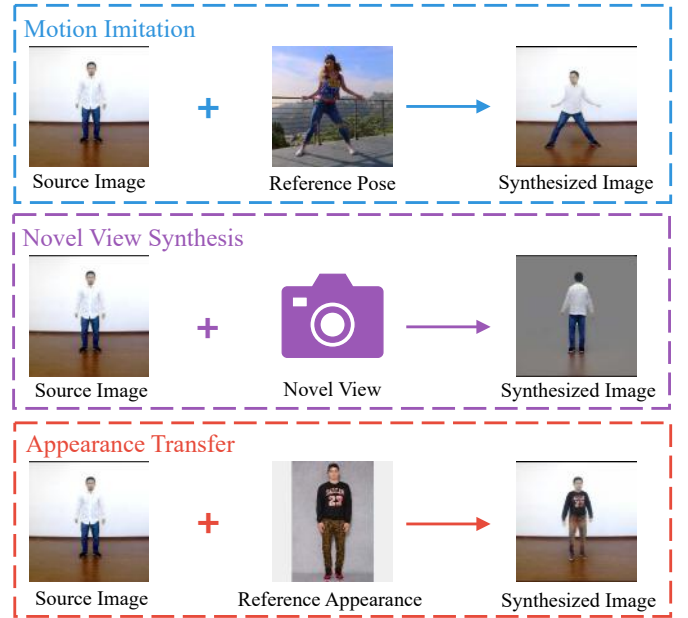 Motion Imitation
Source Image
Reference Pose
Synthesized Image
Novel View Synthesis
Source Image
Novel View
Synthesized Image
Appearance Transfer
23
Source Image
Reference Appearance
Synthesized Image